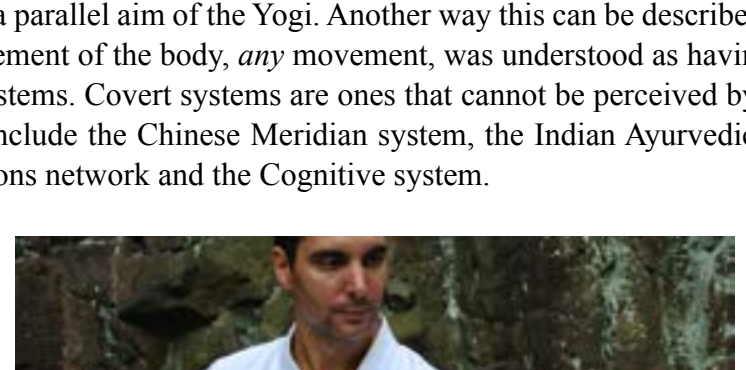 a parallel aim of the Yogi. Another way this can be describe
ement of the body, any movement, was understood as havin
stems. Covert systems are ones that cannot be perceived by
nclude the Chinese Meridian system, the Indian Ayurvedic
ons network and the Cognitive system.